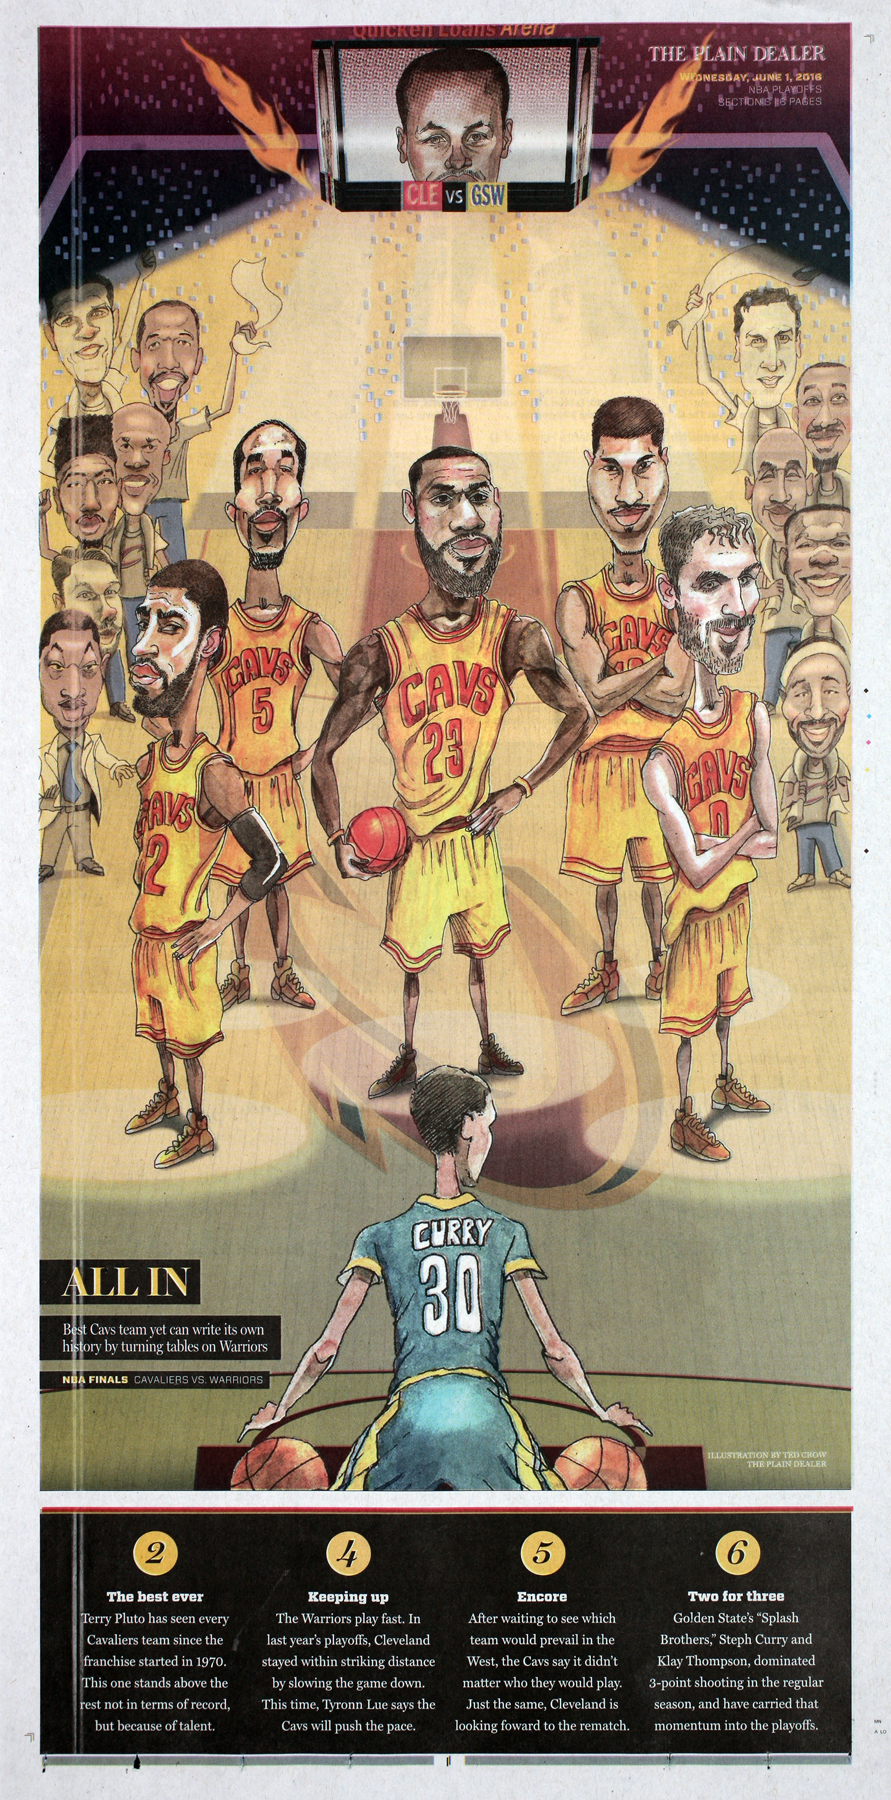 Quicken Loans Arena
THE PLAIN DEALER
WEDNESDAY, JUNE 1, 2016
NBA PLAYOFFS
CLE VS GSW
CAVS
5
CAVS
23
CAVS
CAVS
0
CAVS
2
CURRY
30
ALL IN
Best Cavs team yet can write its own
history by turning tables on Warriors
NBA FINALS CAVALIERS VS. WARRIORS
ILLUSTRATION BY TED CROW
THE PLAIN DEALER
2
The best ever
Terry Pluto has seen every
Cavaliers team since the
franchise started in 1970.
This one stands above the
rest not in terms of record,
but because of talent.
4
Keeping up
The Warriors play fast. In
last year's playoffs, Cleveland
stayed within striking distance
by slowing the game down.
This time, Tyronn Lue says the
Cavs will push the pace.
5
Encore
After waiting to see which
team would prevail in the
West, the Cavs say it didn't
matter who they would play.
Just the same, Cleveland is
looking foward to the rematch.
6
Two for three
Golden State's "Splash
Brothers," Steph Curry and
Klay Thompson, dominated
3-point shooting in the regular
season, and have carried that
momentum into the playoffs.